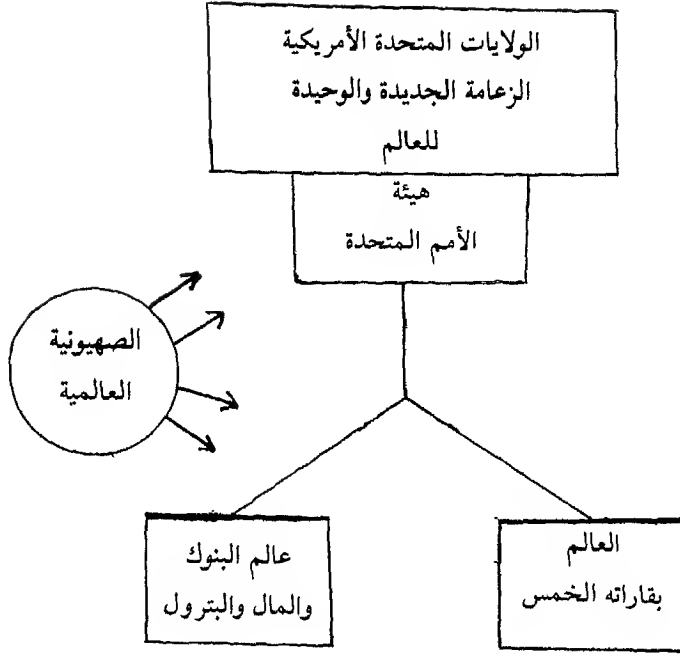 الولايات المتحدة الأمريكية
الزعامة الجديدة والوحيدة
للعالم
هيئة
الأمم المتحدة
الصهيونية
العالمية
العالم
بقاراته الخمس
عالم البنوك
والمال والبترول